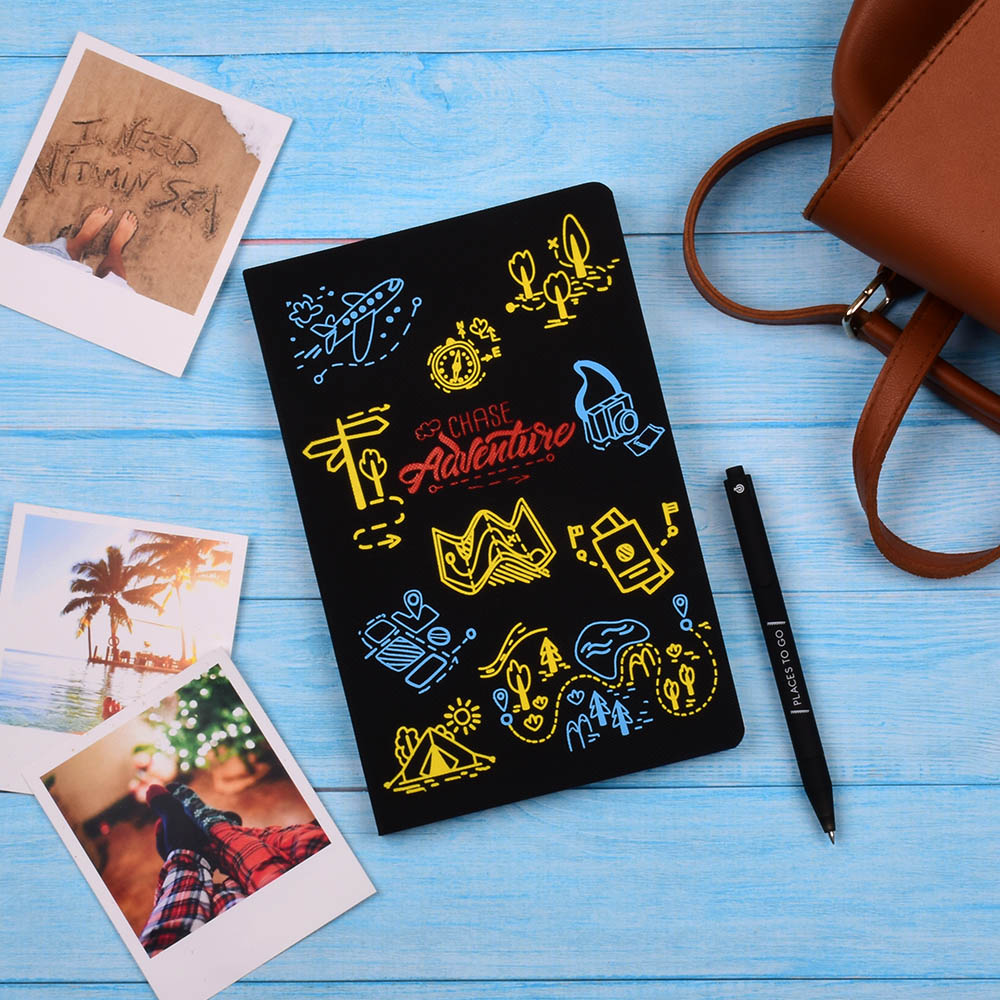 I NEED
VITAMIN SEA
N
E
CHASE
Adventure
PLACES TO GO